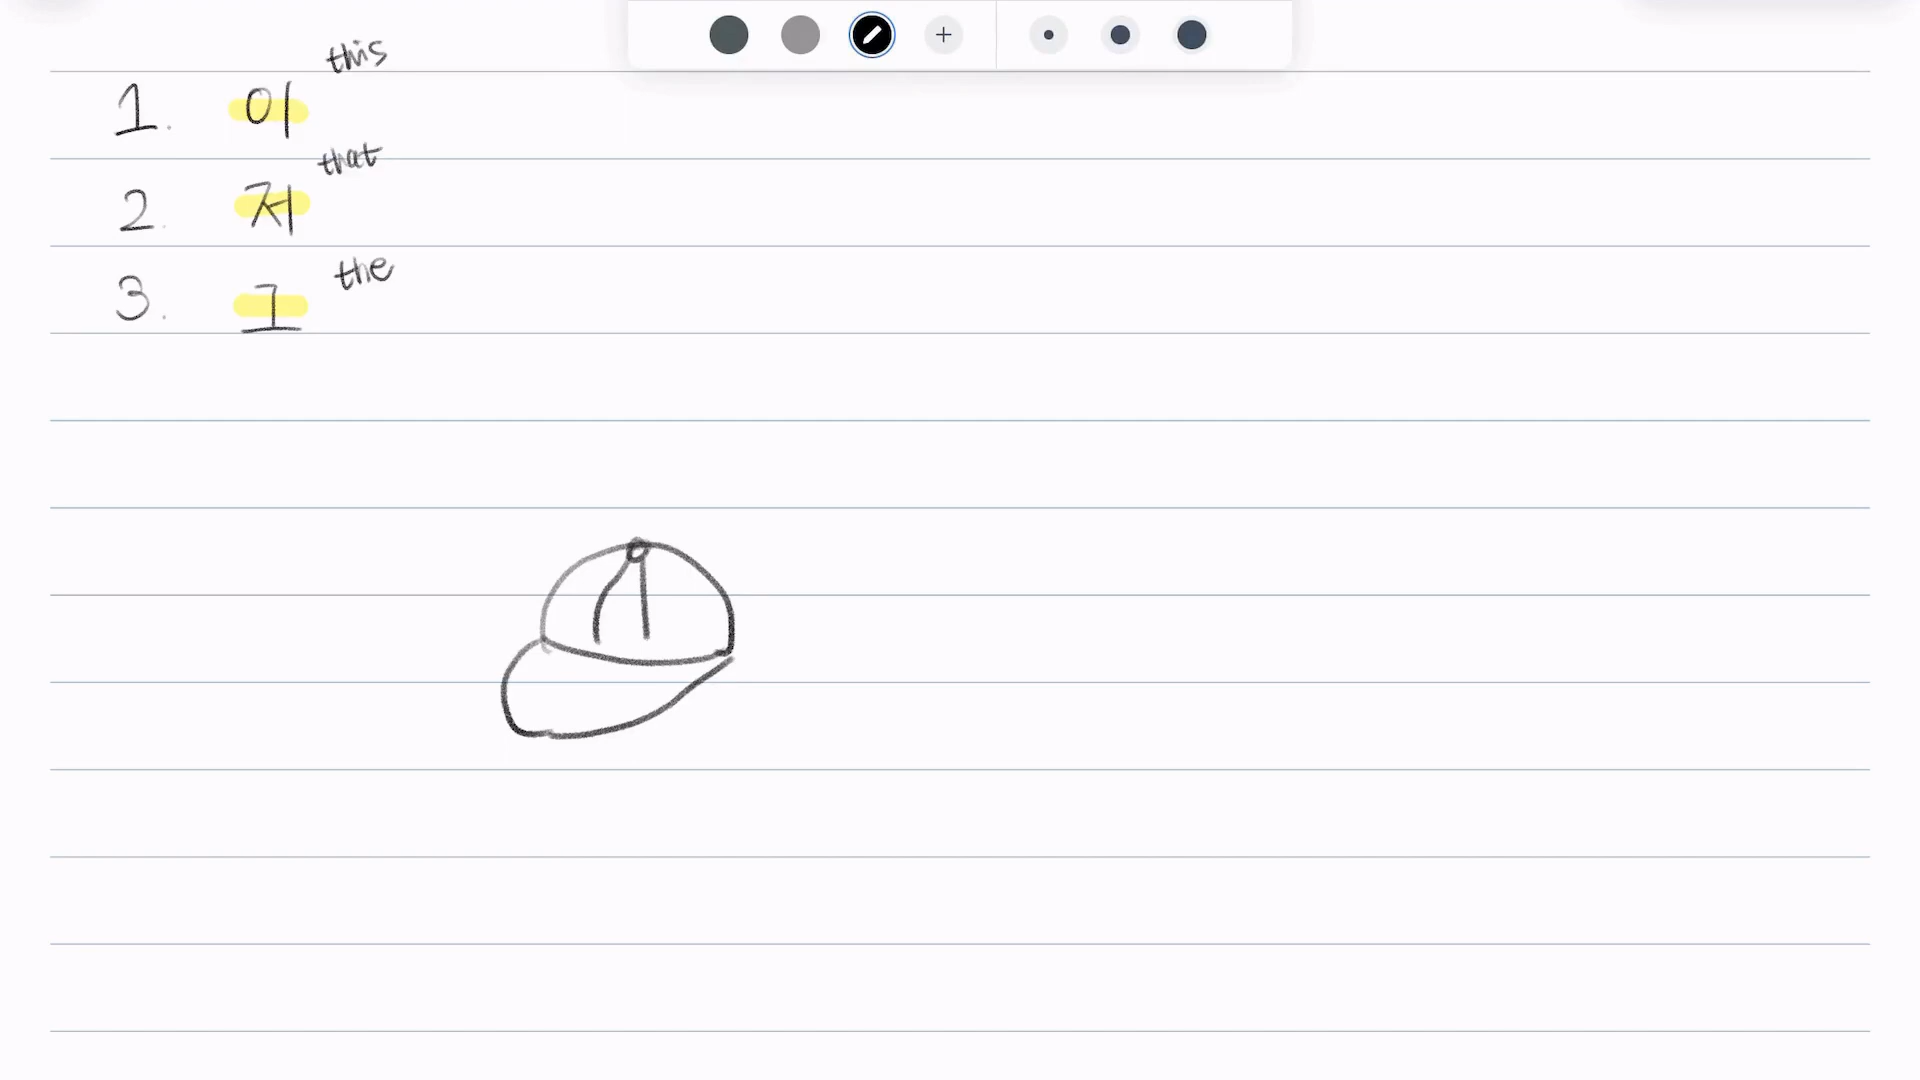 this
1. 이
that
2. 저
the
3. 그